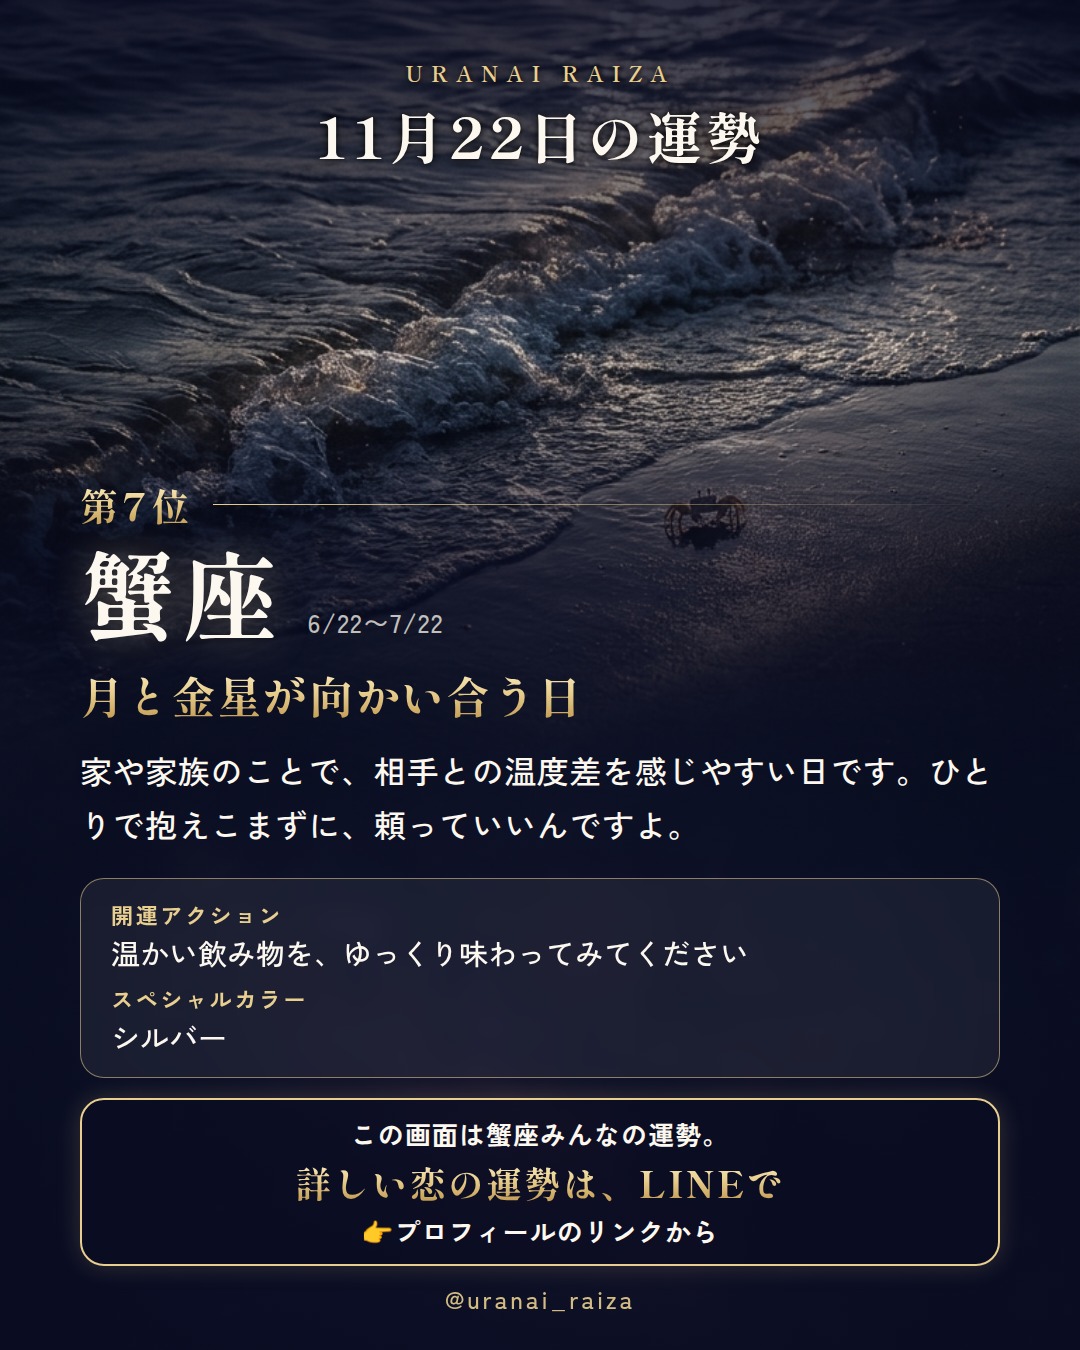 URANAI RAIZA
11月22日の運勢
第7位
蟹座 6/22〜7/22
月と金星が向かい合う日
家や家族のことで、相手との温度差を感じやすい日です。ひと
りで抱えこまずに、頼っていいんですよ。
開運アクション
温かい飲み物を、ゆっくり味わってみてください
スペシャルカラー
シルバー
この画面は蟹座みんなの運勢。
詳しい恋の運勢は、LINEで
👉プロフィールのリンクから
@uranai_raiza